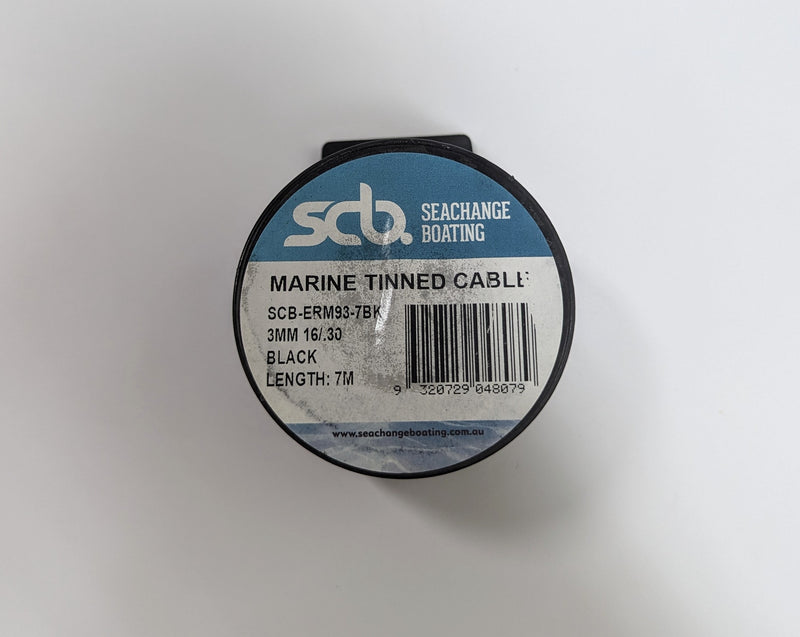 scb.
SEACHANGE
BOATING
MARINE TINNED CABLE
SCB-ERM93-7BK
3MM 16/.30
BLACK
LENGTH: 7M
9 320729 048079
www.seachangeboating.com.au